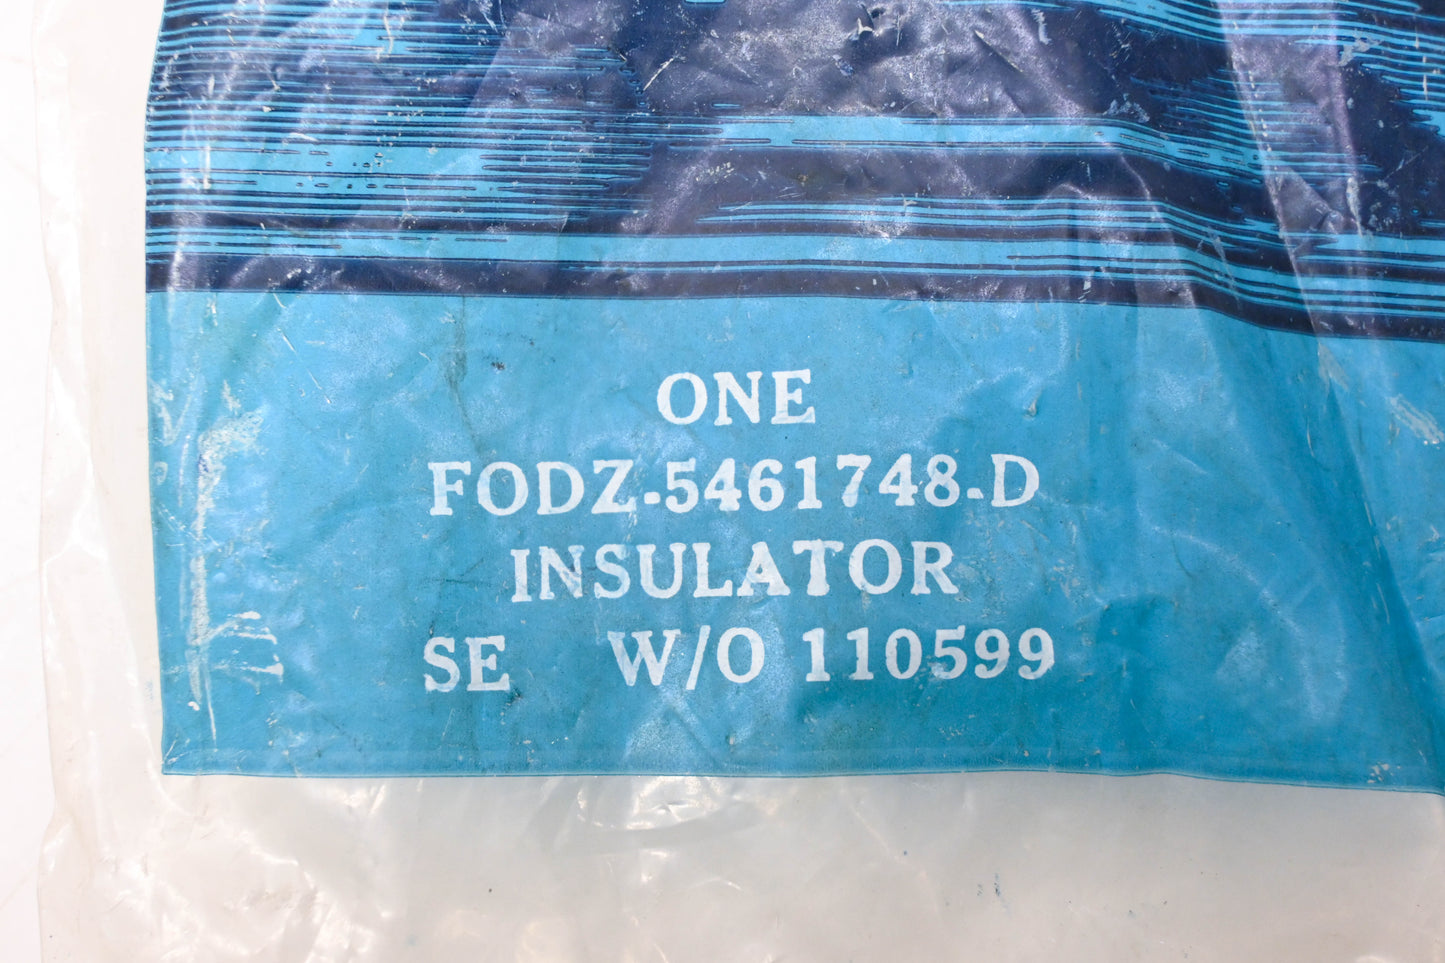 ONE
FODZ-5461748-D
INSULATOR
SE W/O 110599